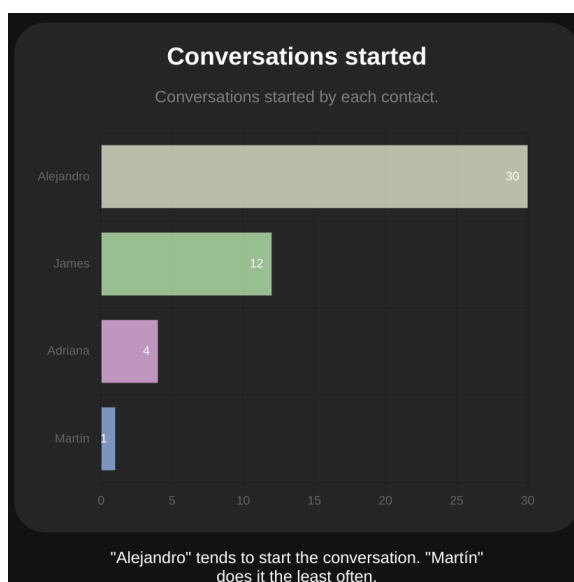 Conversations started
Conversations started by each contact.
Alejandro
30
James
12
Adriana
4
Martín
1
0 5 10 15 20 25 30
"Alejandro" tends to start the conversation. "Martín"
does it the least often.